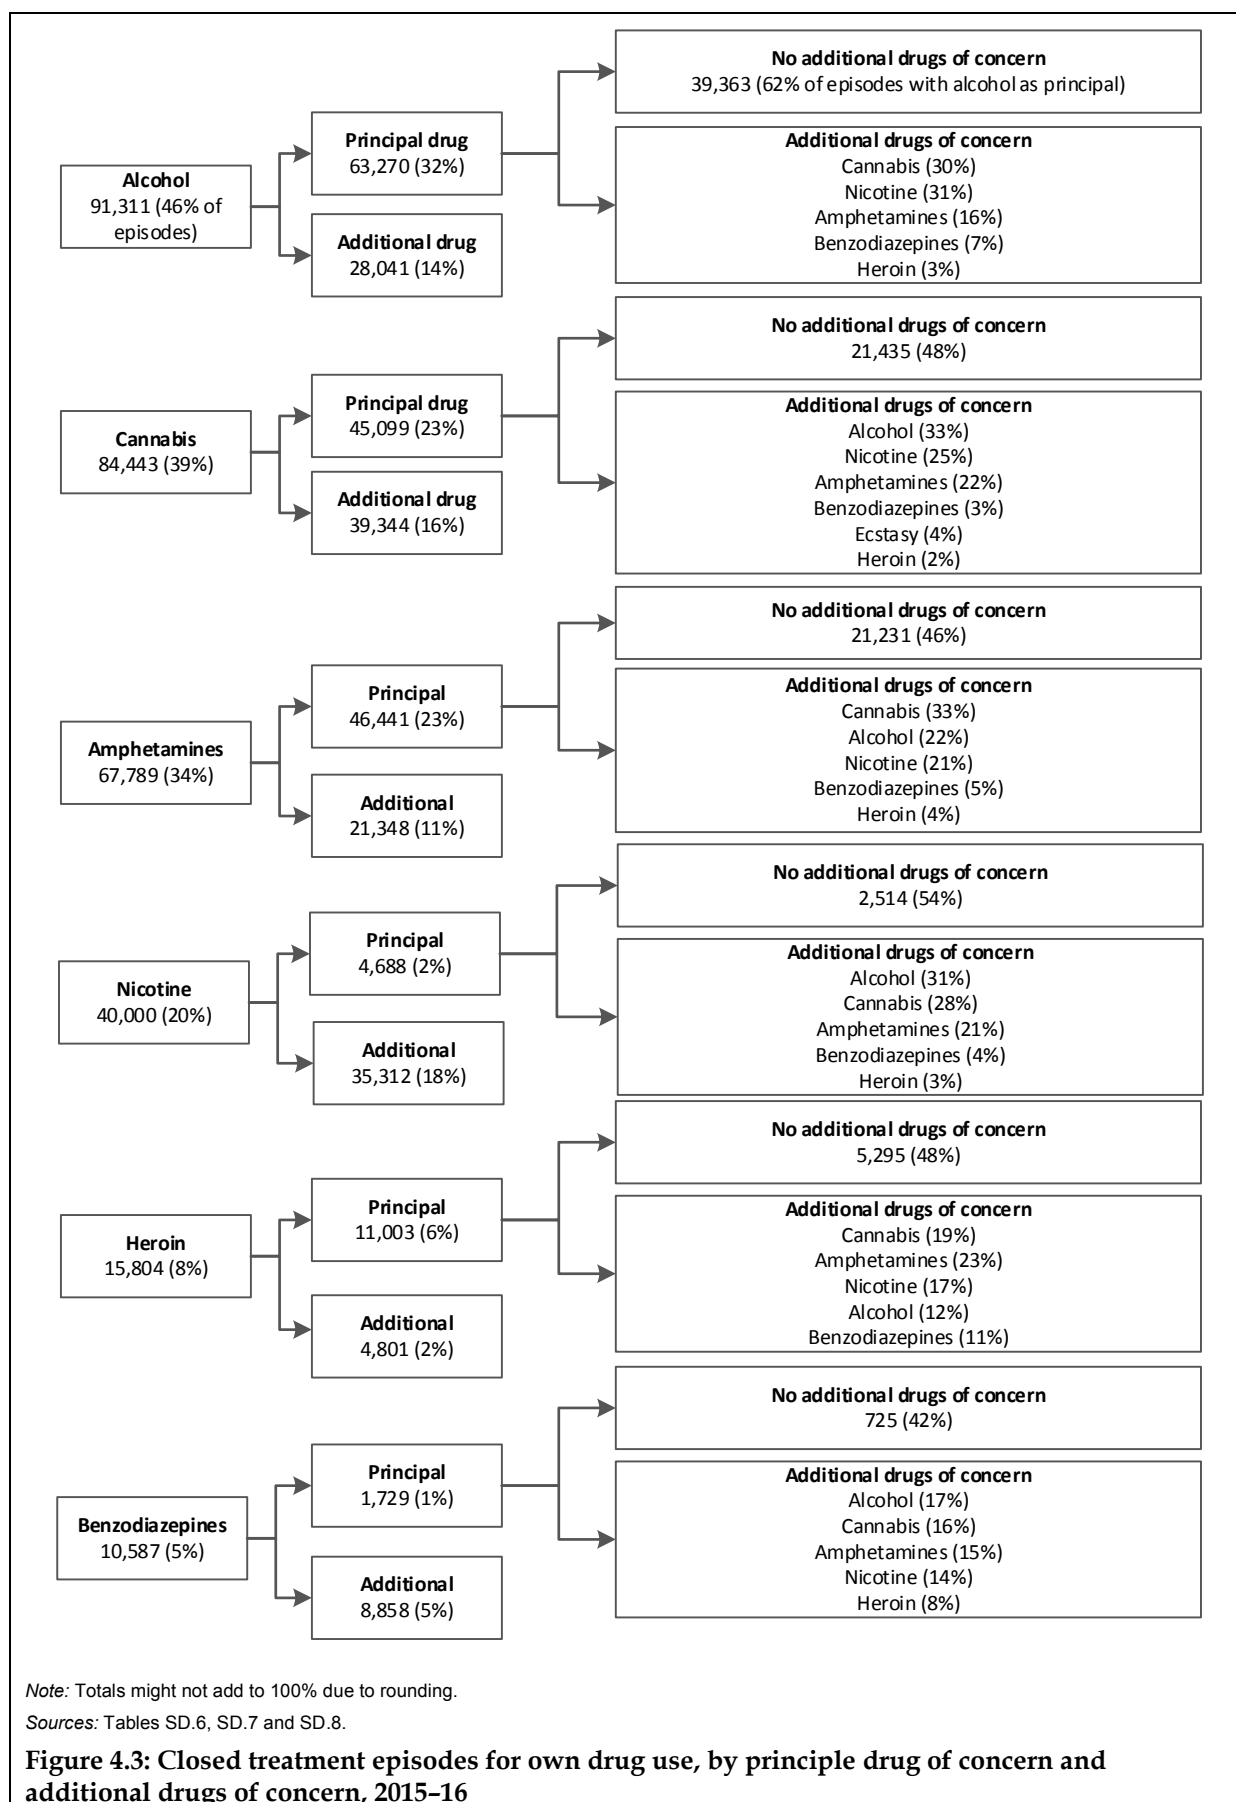 No additional drugs of concern
39,363 (62% of episodes with alcohol as principal)
Principal drug
63,270 (32%)
Additional drugs of concern
Cannabis (30%)
Nicotine (31%)
Amphetamines (16%)
Benzodiazepines (7%)
Heroin (3%)
Alcohol
91,311 (46% of
episodes)
Additional drug
28,041 (14%)
No additional drugs of concern
21,435 (48%)
Principal drug
45,099 (23%)
Additional drugs of concern
Alcohol (33%)
Nicotine (25%)
Amphetamines (22%)
Benzodiazepines (3%)
Ecstasy (4%)
Heroin (2%)
Cannabis
84,443 (39%)
Additional drug
39,344 (16%)
No additional drugs of concern
21,231 (46%)
Principal
46,441 (23%)
Additional drugs of concern
Cannabis (33%)
Alcohol (22%)
Nicotine (21%)
Benzodiazepines (5%)
Heroin (4%)
Amphetamines
67,789 (34%)
Additional
21,348 (11%)
No additional drugs of concern
2,514 (54%)
Principal
4,688 (2%)
Additional drugs of concern
Alcohol (31%)
Cannabis (28%)
Amphetamines (21%)
Benzodiazepines (4%)
Heroin (3%)
Nicotine
40,000 (20%)
Additional
35,312 (18%)
No additional drugs of concern
5,295 (48%)
Principal
11,003 (6%)
Additional drugs of concern
Cannabis (19%)
Amphetamines (23%)
Nicotine (17%)
Alcohol (12%)
Benzodiazepines (11%)
Heroin
15,804 (8%)
Additional
4,801 (2%)
No additional drugs of concern
725 (42%)
Principal
1,729 (1%)
Additional drugs of concern
Alcohol (17%)
Cannabis (16%)
Amphetamines (15%)
Nicotine (14%)
Heroin (8%)
Benzodiazepines
10,587 (5%)
Additional
8,858 (5%)
Note: Totals might not add to 100% due to rounding.
Sources: Tables SD.6, SD.7 and SD.8.
Figure 4.3: Closed treatment episodes for own drug use, by principle drug of concern and
additional drugs of concern, 2015–16